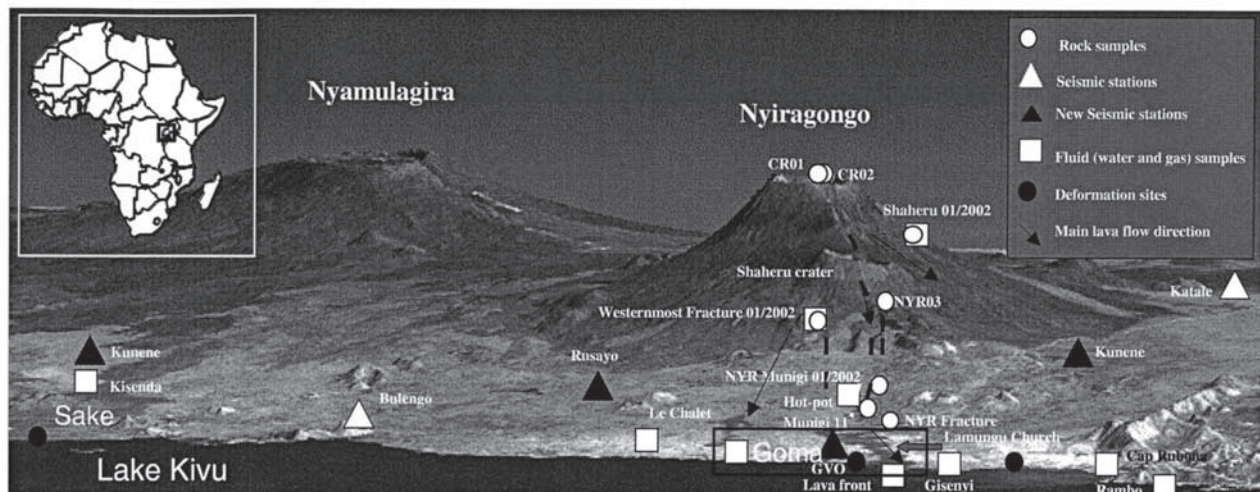 Nyamulagira
Nyiragongo
CR01
CR02
Shaheru 01/2002
Shaheru crater
NYR03
Westernmost Fracture 01/2002
Katale
Kunene
Kisenda
Rusayo
Kunene
Bulengo
NYR Munigi 01/2002
Hot-pot
Munigi 11
NYR Fracture
Le Chalet
Lamungu Church
Sake
Goma
GVO
Lava front
Gisenyi
Cap Rubona
Rambo
Lake Kivu
Rock samples
Seismic stations
New Seismic stations
Fluid (water and gas) samples
Deformation sites
Main lava flow direction